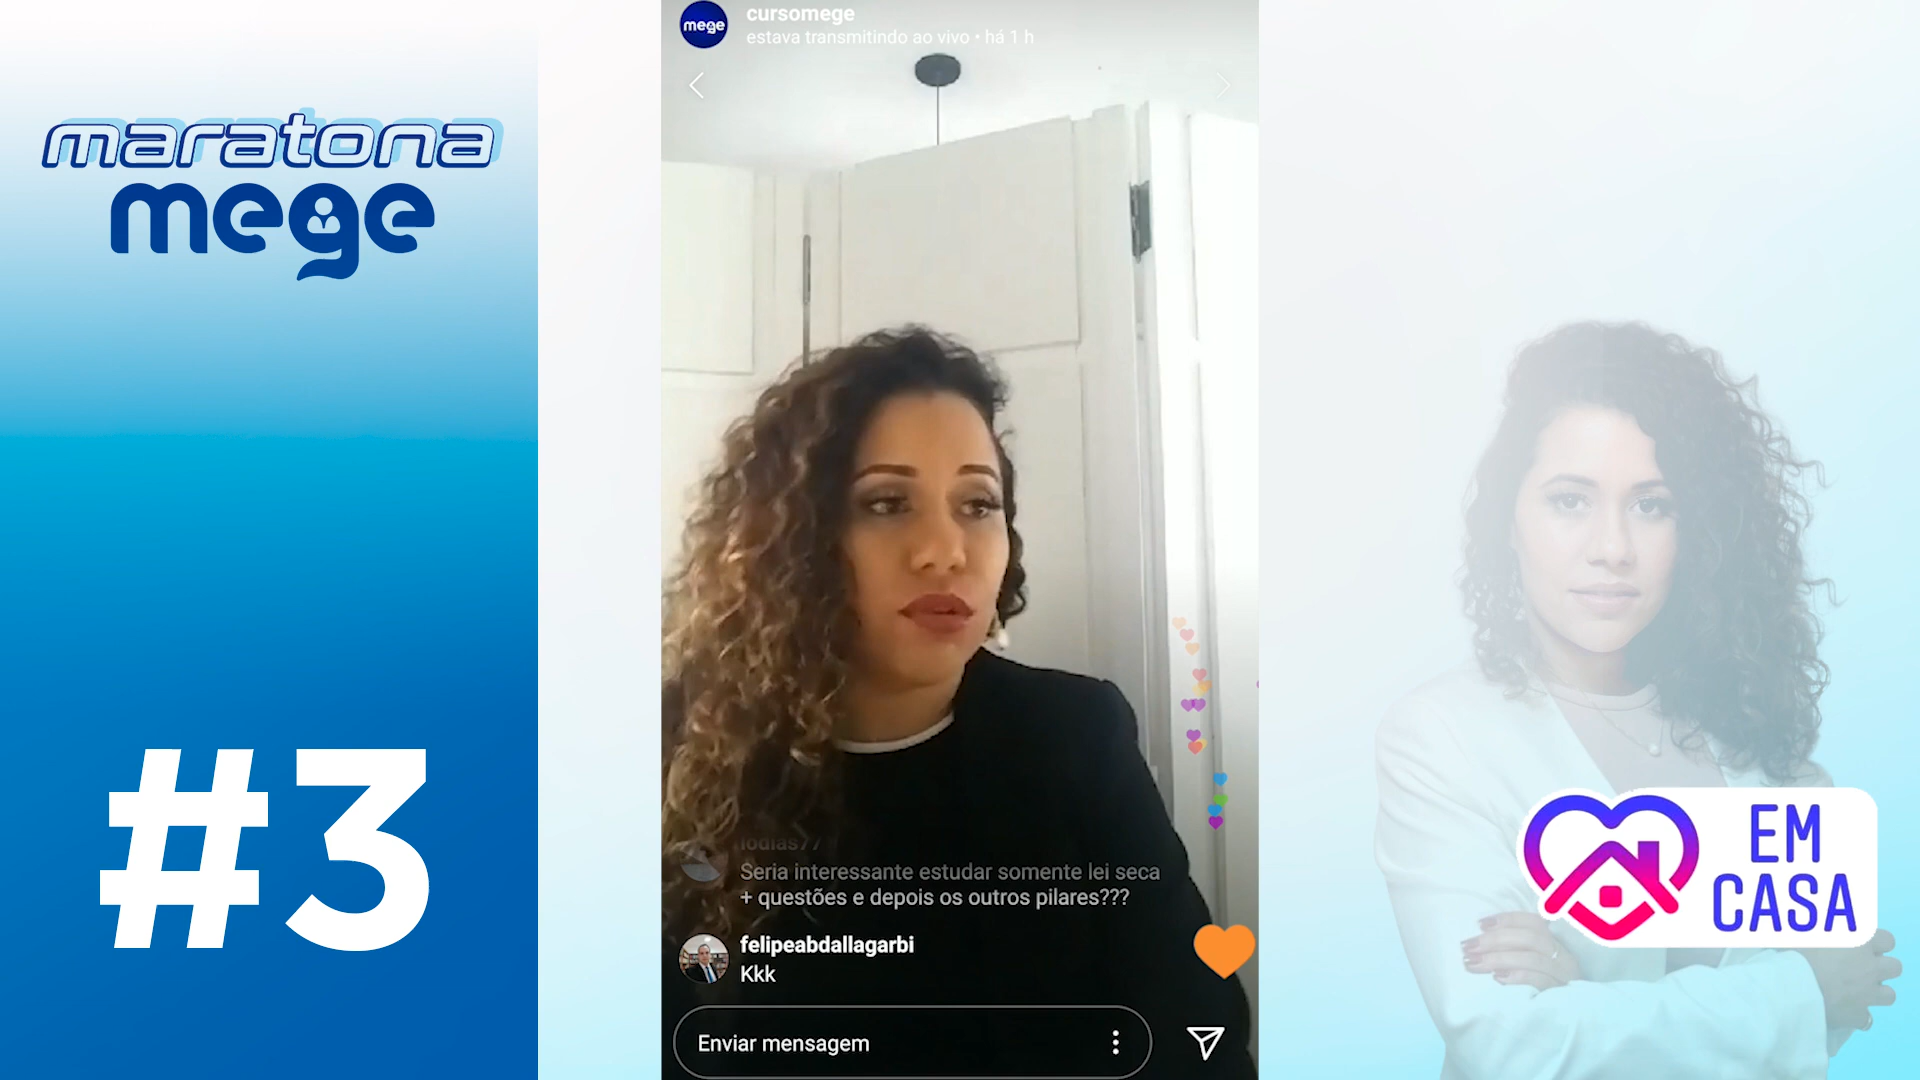 maratona
mege
#3
mege
cursomege
estava transmitindo ao vivo • há 1 h
lodias77
Seria interessante estudar somente lei seca
+ questões e depois os outros pilares???
felipeabdallagarbi
Kkk
Enviar mensagem
EM
CASA